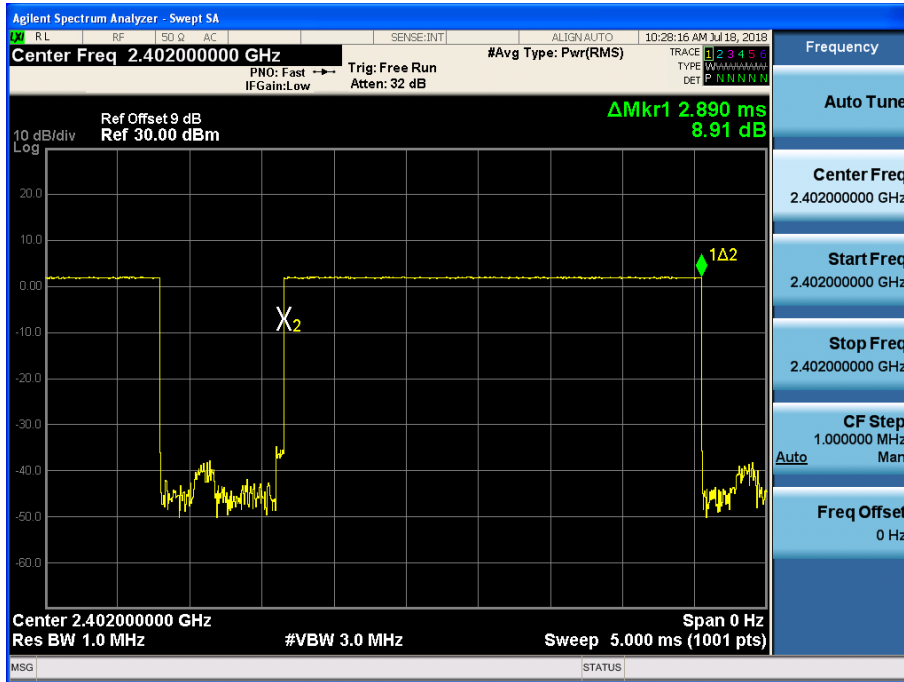 Agilent Spectrum Analyzer - Swept SA
LXI RL RF 50 Ω AC SENSE:INT ALIGN AUTO 10:28:16 AM Jul 18, 2018
Center Freq 2.402000000 GHz
PNO: Fast
IFGain:Low
Trig: Free Run
Atten: 32 dB
#Avg Type: Pwr(RMS)
TRACE 1 2 3 4 5 6
TYPE WWWWWW
DET P N N N N N
Frequency
Auto Tune
Center Freq
2.402000000 GHz
Start Freq
2.402000000 GHz
Stop Freq
2.402000000 GHz
CF Step
1.000000 MHz
Auto Man
Freq Offset
0 Hz
ΔMkr1 2.890 ms
8.91 dB
Ref Offset 9 dB
10 dB/div Ref 30.00 dBm
Log
20.0
10.0
0.00
-10.0
-20.0
-30.0
-40.0
-50.0
-60.0
1Δ2
X2
Center 2.402000000 GHz Span 0 Hz
Res BW 1.0 MHz #VBW 3.0 MHz Sweep 5.000 ms (1001 pts)
MSG STATUS